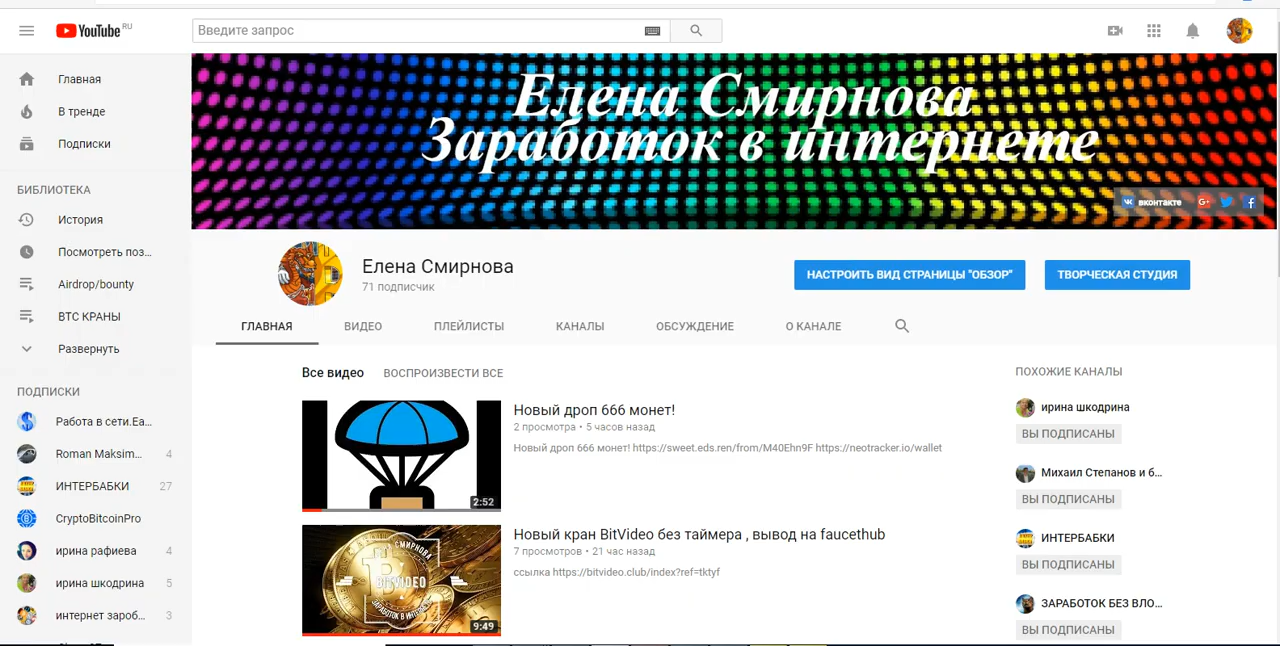 YouTube RU
Введите запрос
Главная
В тренде
Подписки
БИБЛИОТЕКА
История
Посмотреть поз...
Airdrop/bounty
BTC КРАНЫ
Развернуть
ПОДПИСКИ
Работа в сети.Ea...
Roman Maksim... 4
ИНТЕРБАБКИ 27
CryptoBitcoinPro
ирина рафиева 4
ирина шкодрина 5
интернет зароб... 3
Елена Смирнова
Заработок в интернете
вконтакте
Елена Смирнова
71 подписчик
НАСТРОИТЬ ВИД СТРАНИЦЫ "ОБЗОР"
ТВОРЧЕСКАЯ СТУДИЯ
ГЛАВНАЯ ВИДЕО ПЛЕЙЛИСТЫ КАНАЛЫ ОБСУЖДЕНИЕ О КАНАЛЕ
Все видео ВОСПРОИЗВЕСТИ ВСЕ
2:52
Новый дроп 666 монет!
2 просмотра • 5 часов назад
Новый дроп 666 монет! https://sweet.eds.ren/from/M40Ehn9F https://neotracker.io/wallet
СМИРНОВА
BITVIDEO
ЗАРАБОТОК В ИНТЕРНЕТЕ
9:49
Новый кран BitVideo без таймера , вывод на faucethub
7 просмотров • 21 час назад
ссылка https://bitvideo.club/index?ref=tktyf
ПОХОЖИЕ КАНАЛЫ
ирина шкодрина
ВЫ ПОДПИСАНЫ
Михаил Степанов и б...
ВЫ ПОДПИСАНЫ
ИНТЕРБАБКИ
ВЫ ПОДПИСАНЫ
ЗАРАБОТОК БЕЗ ВЛО...
ВЫ ПОДПИСАНЫ